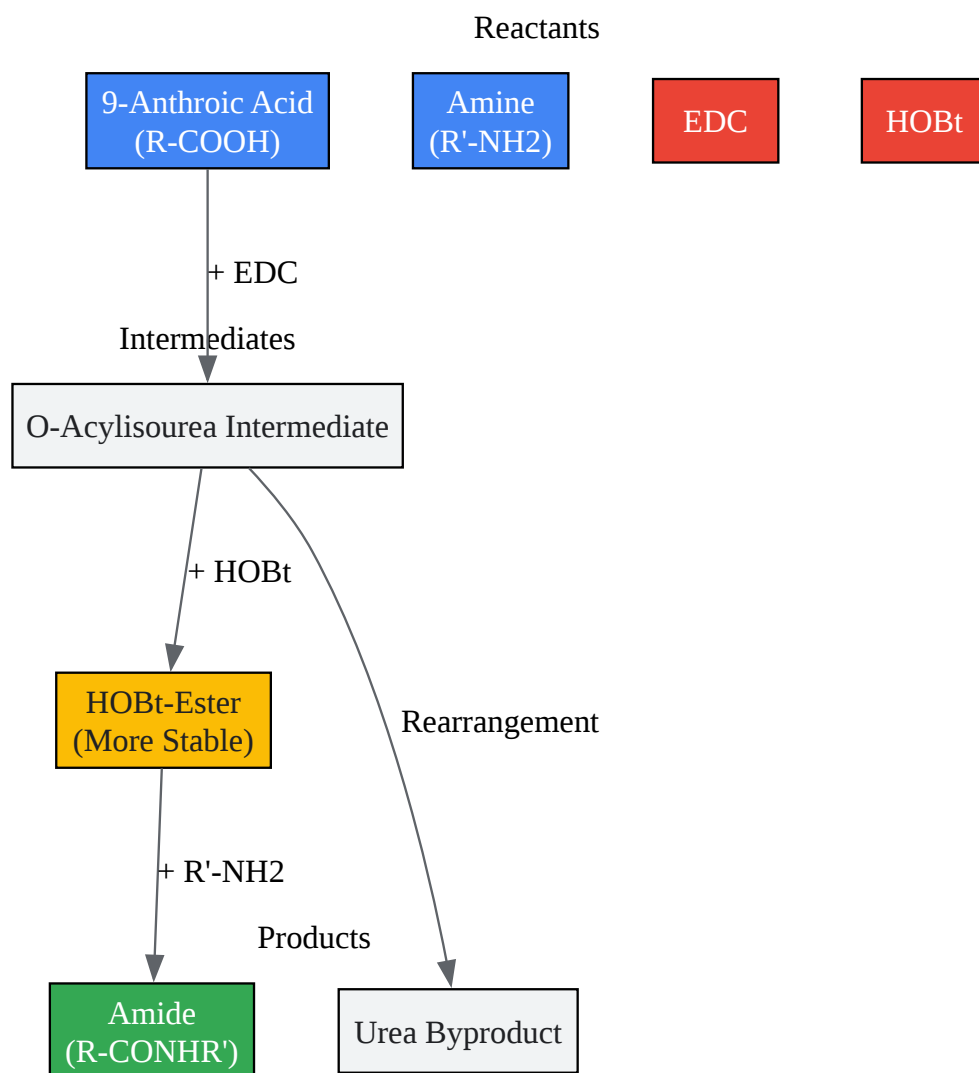 Reactants
9-Anthroic Acid
(R-COOH)
Amine
(R'-NH2)
EDC
HOBt
+ EDC
Intermediates
O-Acylisourea Intermediate
+ HOBt
HOBt-Ester
(More Stable)
Rearrangement
+ R'-NH2
Products
Amide
(R-CONHR')
Urea Byproduct